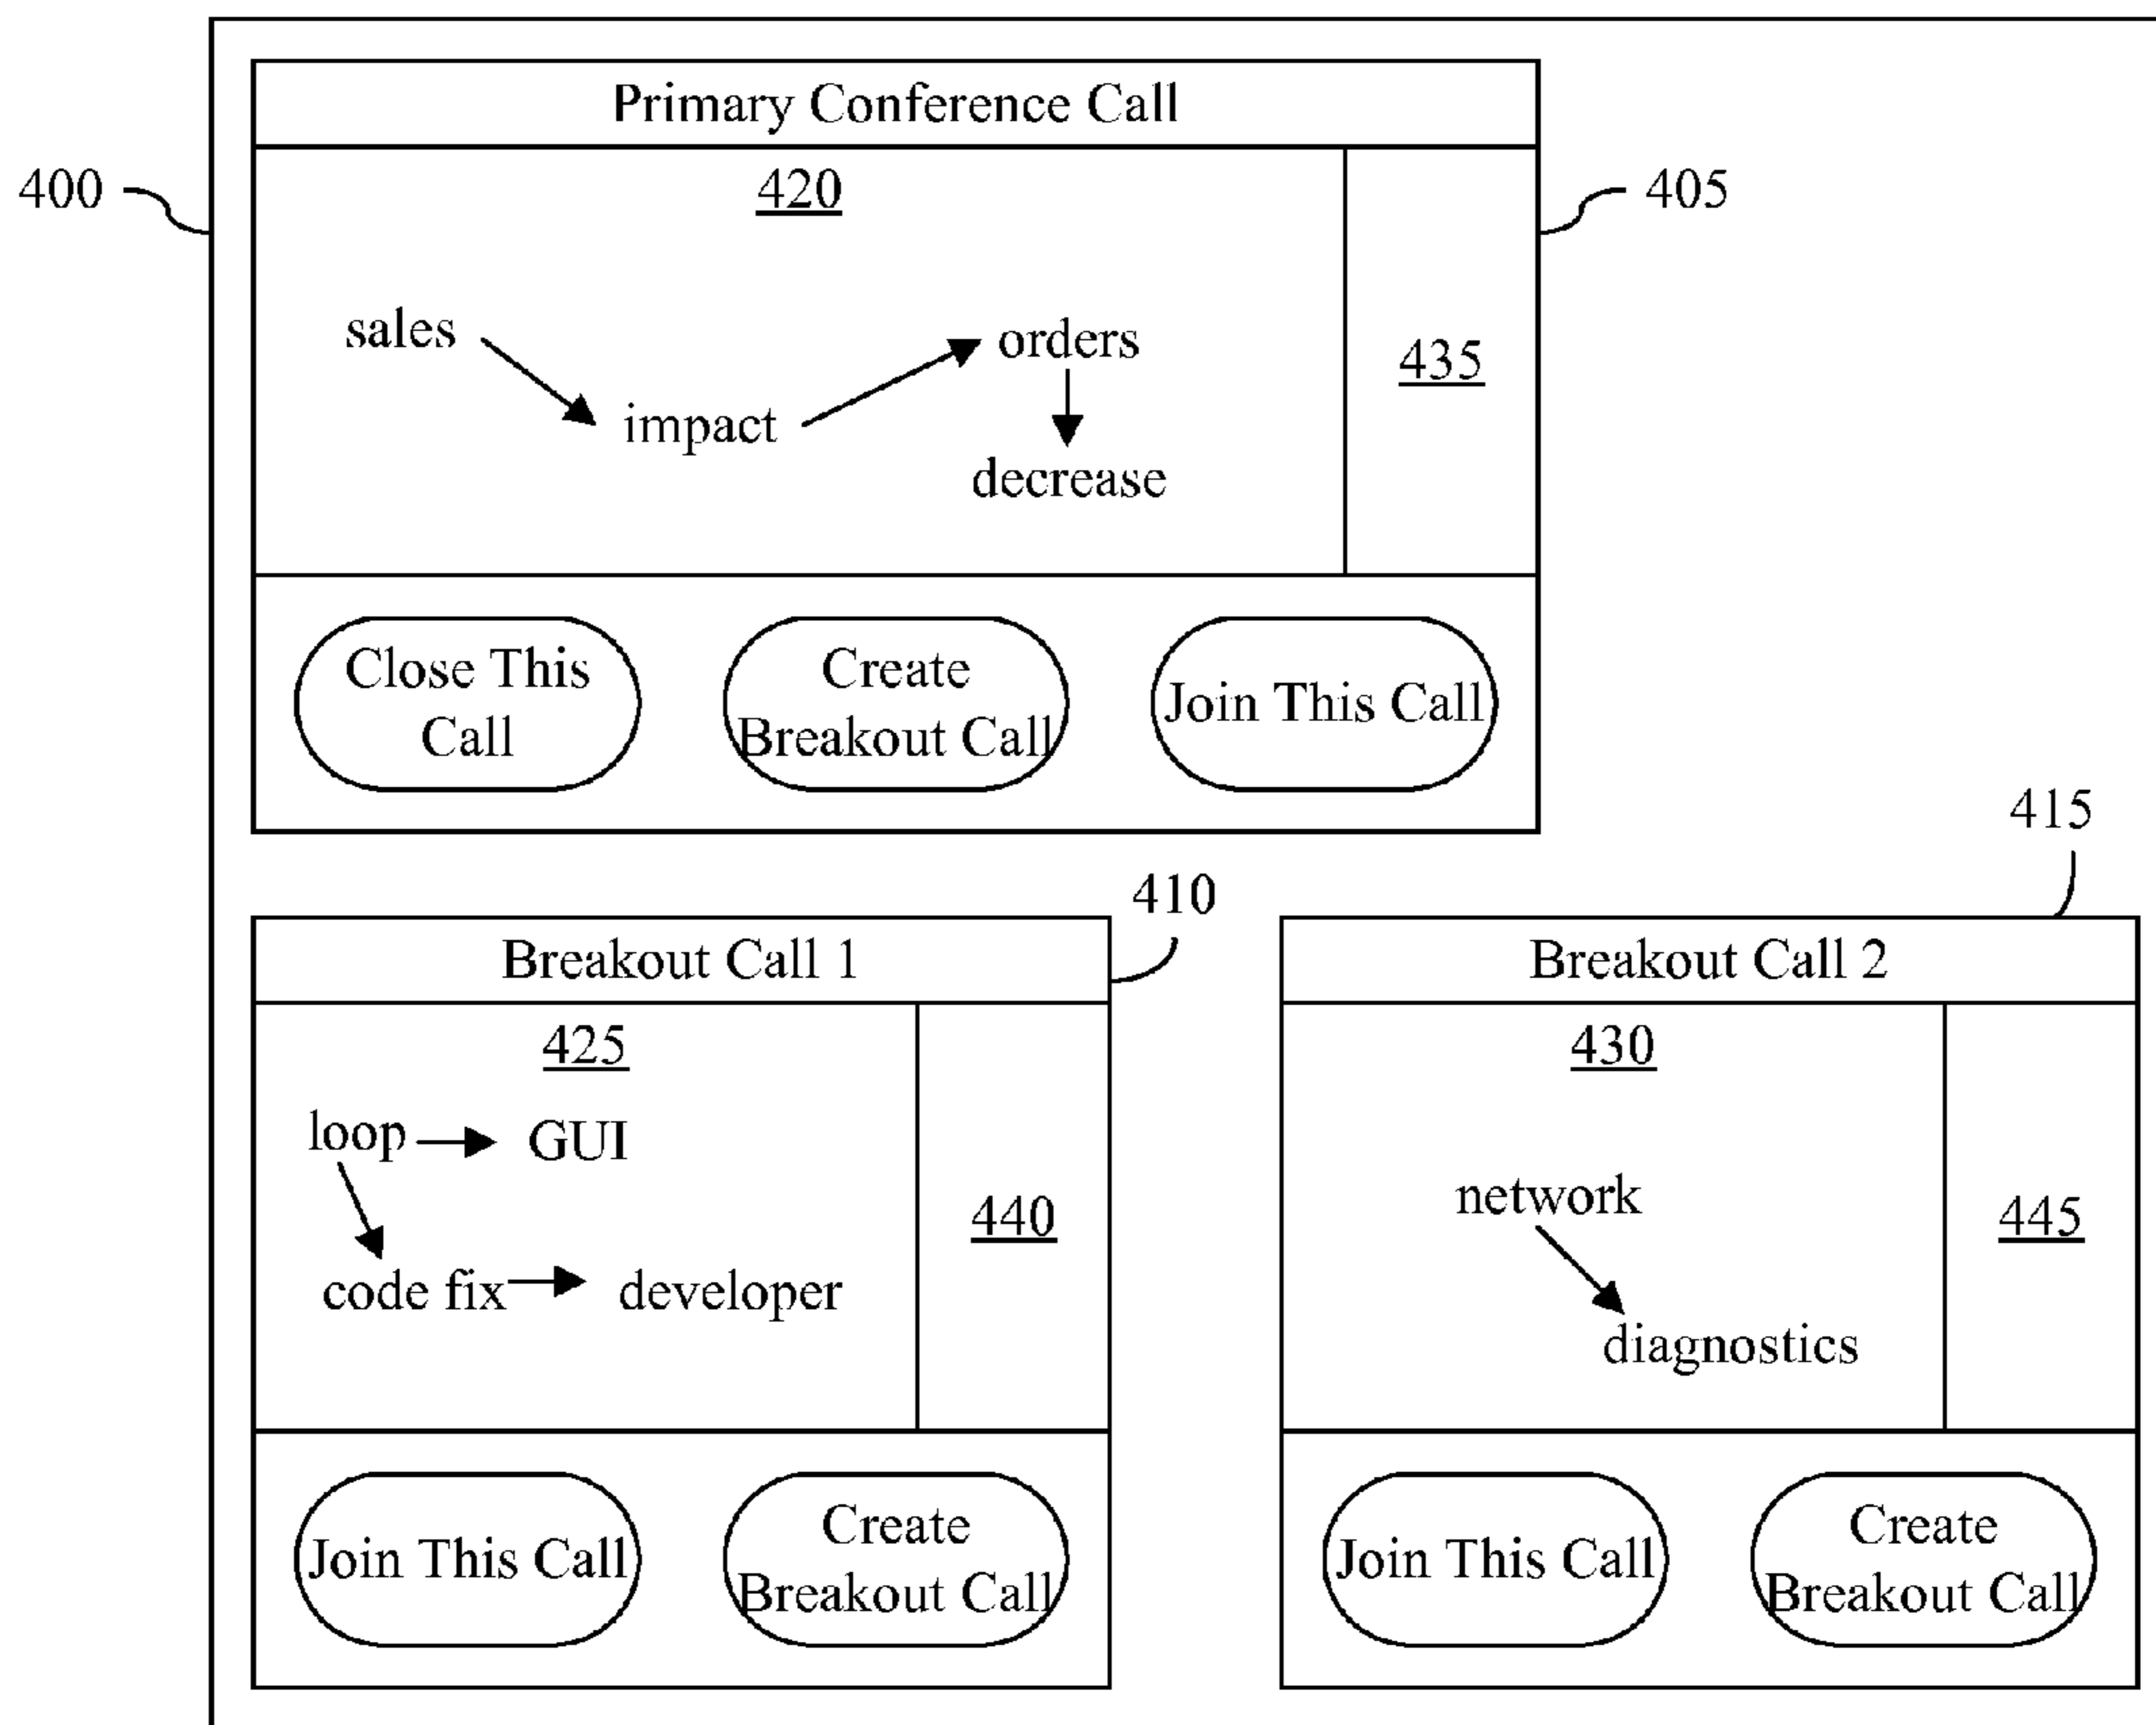 Primary Conference Call
400
420
405
sales
orders
435
impact
decrease
Close This
Call
Create
Breakout Call
Join This Call
415
410
Breakout Call 1
425
loop
GUI
440
code fix
developer
Join This Call
Create
Breakout Call
Breakout Call 2
430
network
445
diagnostics
Join This Call
Create
Breakout Call